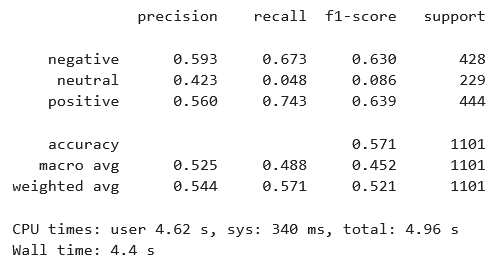 precision recall f1-score support
negative 0.593 0.673 0.630 428
neutral 0.423 0.048 0.086 229
positive 0.560 0.743 0.639 444
accuracy 0.571 1101
macro avg 0.525 0.488 0.452 1101
weighted avg 0.544 0.571 0.521 1101
CPU times: user 4.62 s, sys: 340 ms, total: 4.96 s
Wall time: 4.4 s